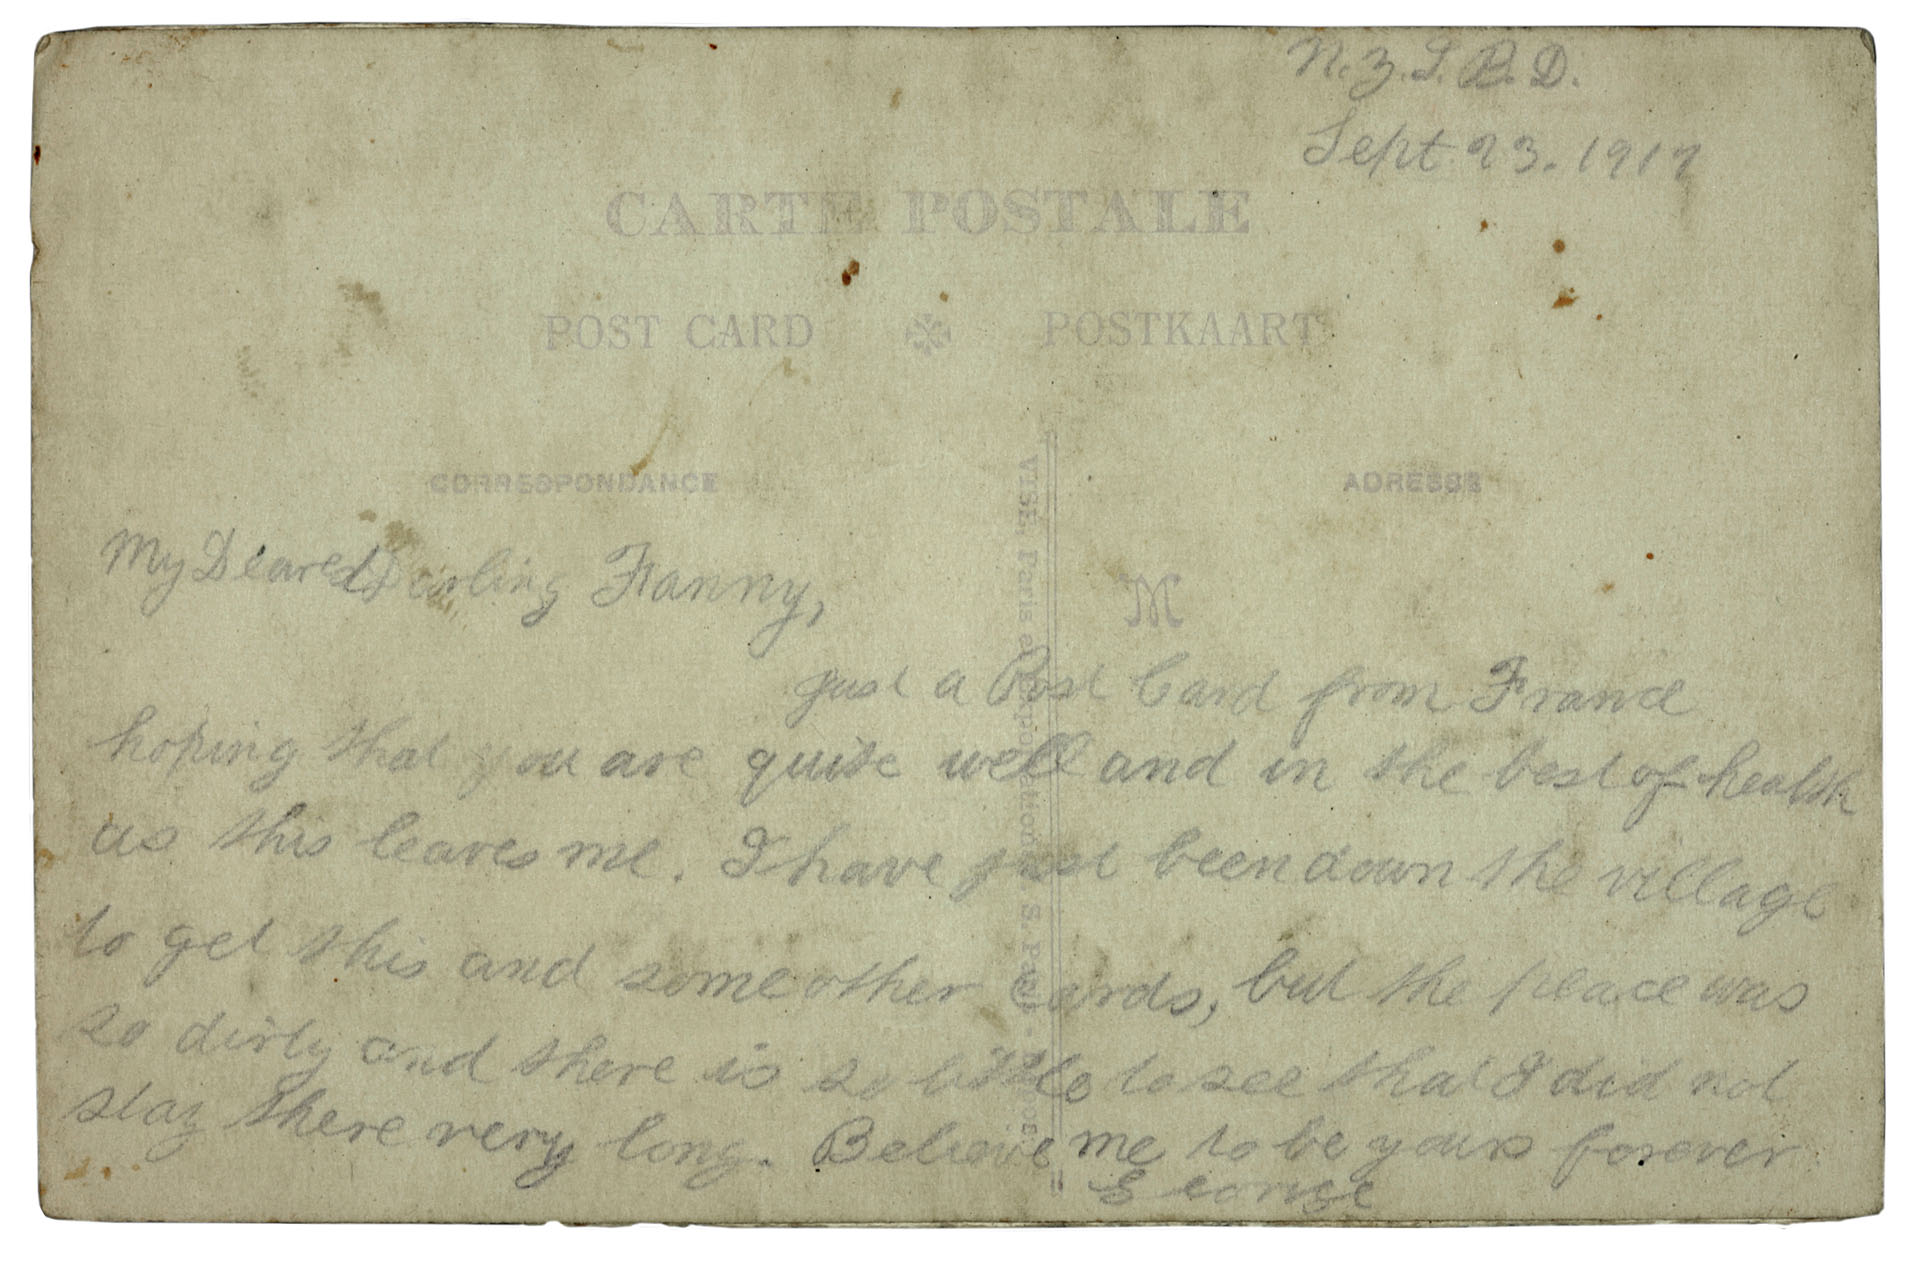 N.Z.I.B.D.
Sept 23. 1917
CARTE POSTALE
POST CARD POSTKAART
CORRESPONDANCE ADRESSE
My Dearest Darling Fanny,
M
just a Post Card from France
hoping that you are quite well and in the best of health
as this leaves me. I have just been down the village
to get this and some other cards, but the place was
so dirty and there is so little to see that I did not
stay there very long. Believe me to be yours forever
George
VISÉ. Paris